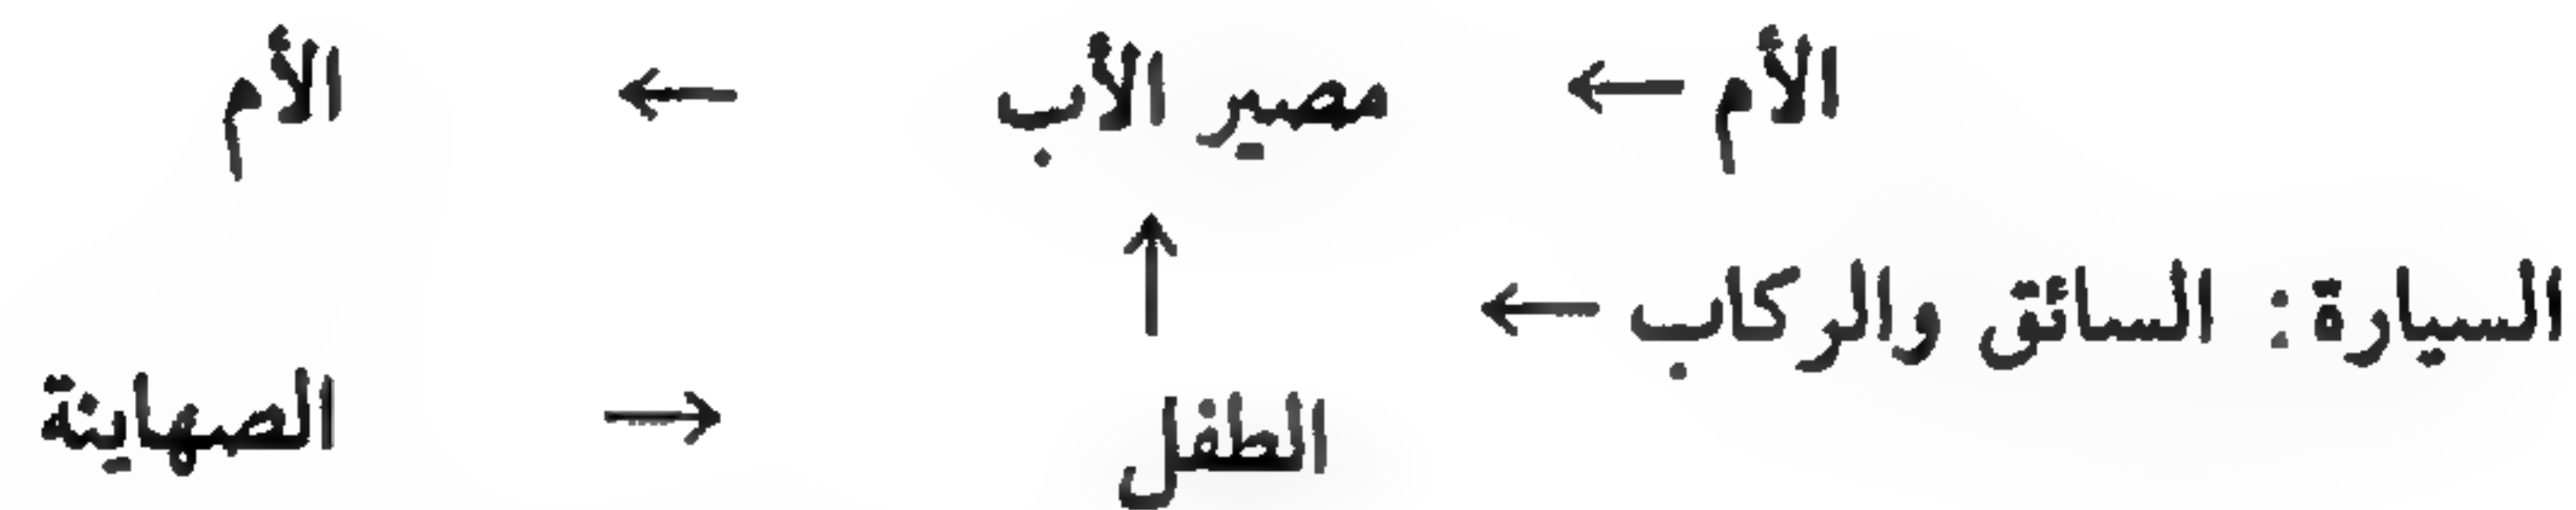 الأم ← مصير الأب ← الأم
↑
السيارة: السائق والركاب ←
الطفل → الصهاينة